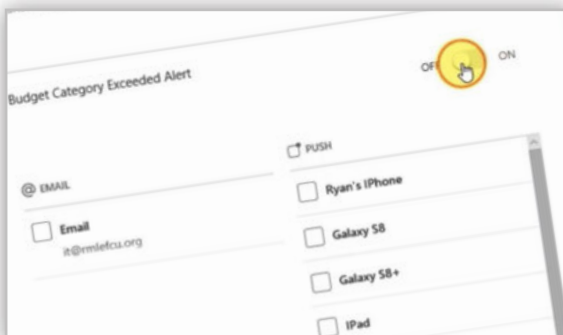 Budget Category Exceeded Alert
OFF ON
@ EMAIL
Email
it@rmlefcu.org
PUSH
Ryan's iPhone
Galaxy S8
Galaxy S8+
iPad